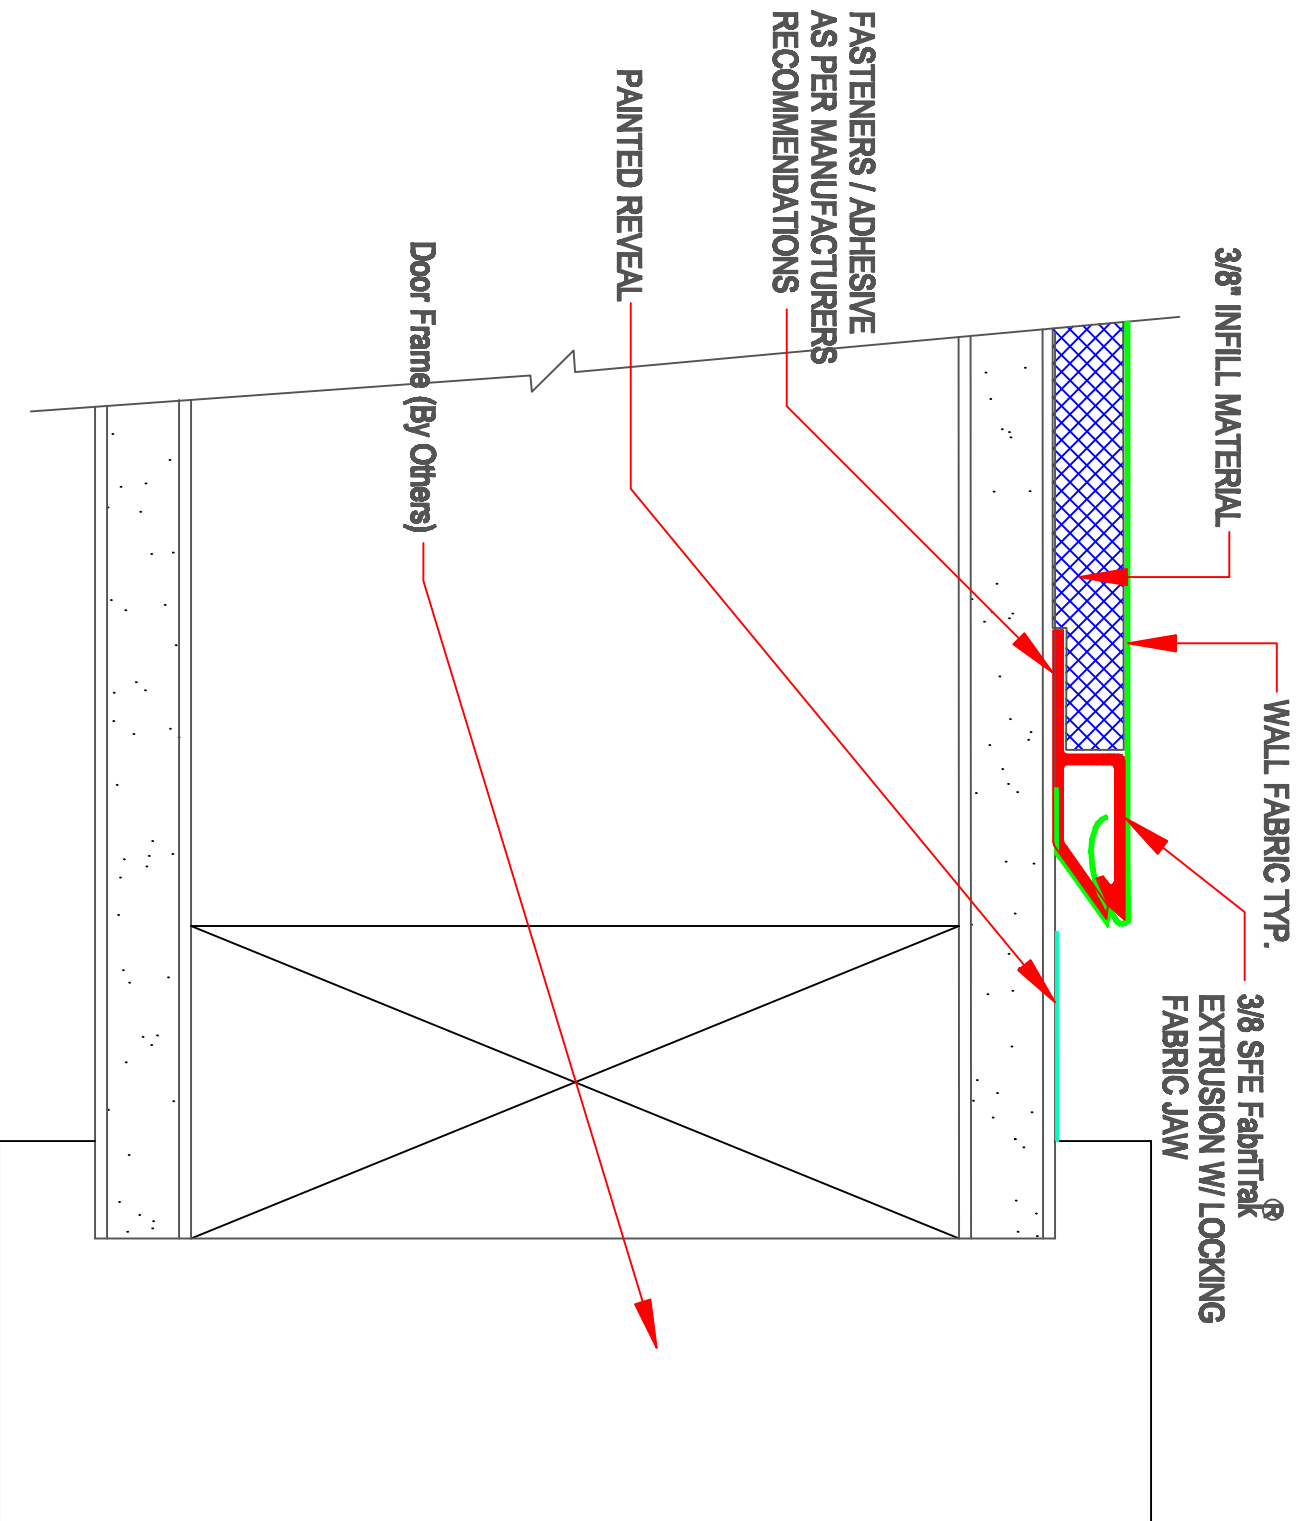 WALL FABRIC TYP.
3/8 SFE FabriTrak®
EXTRUSION W/ LOCKING
FABRIC JAW
3/8" INFILL MATERIAL
FASTENERS / ADHESIVE
AS PER MANUFACTURERS
RECOMMENDATIONS
PAINTED REVEAL
Door Frame (By Others)